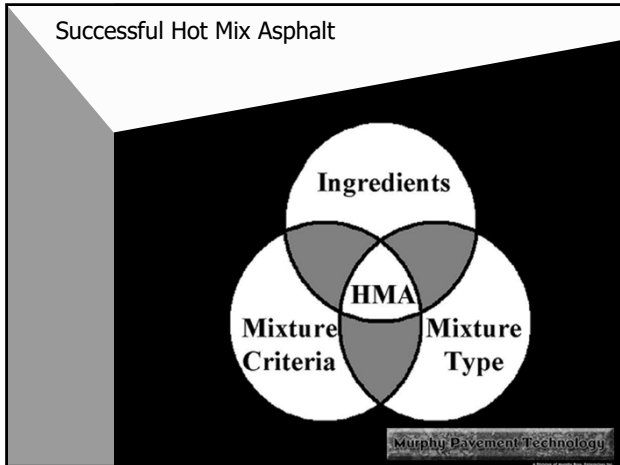 Successful Hot Mix Asphalt
Ingredients
HMA
Mixture
Criteria
Mixture
Type
Murphy Pavement Technology